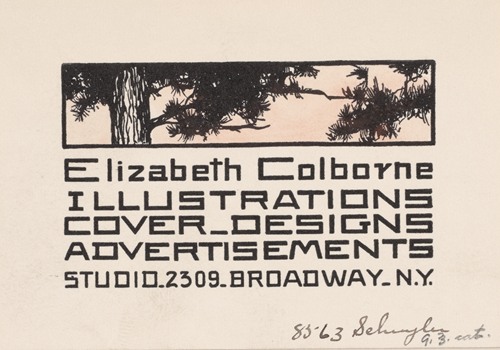 Elizabeth Colborne
ILLUSTRATIONS
COVER_DESIGNS
ADVERTISEMENTS
STUDIO_2309_BROADWAY_N.Y.
85-63 Schuyler